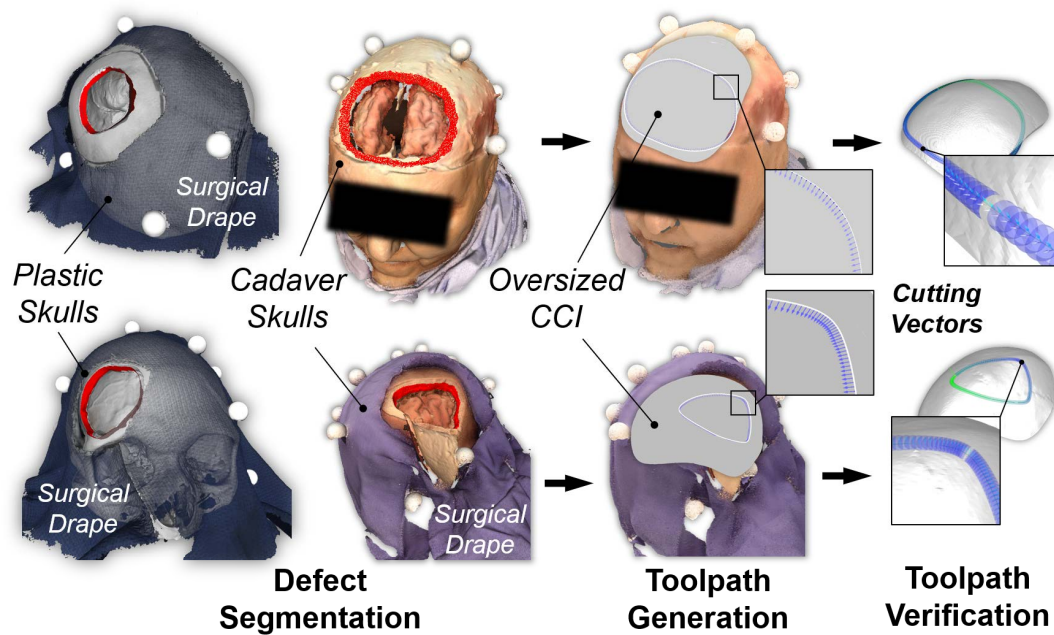 Surgical
Drape
Plastic
Skulls
Cadaver
Skulls
Oversized
CCI
Cutting
Vectors
Surgical
Drape
Surgical
Drape
Defect
Segmentation
Toolpath
Generation
Toolpath
Verification